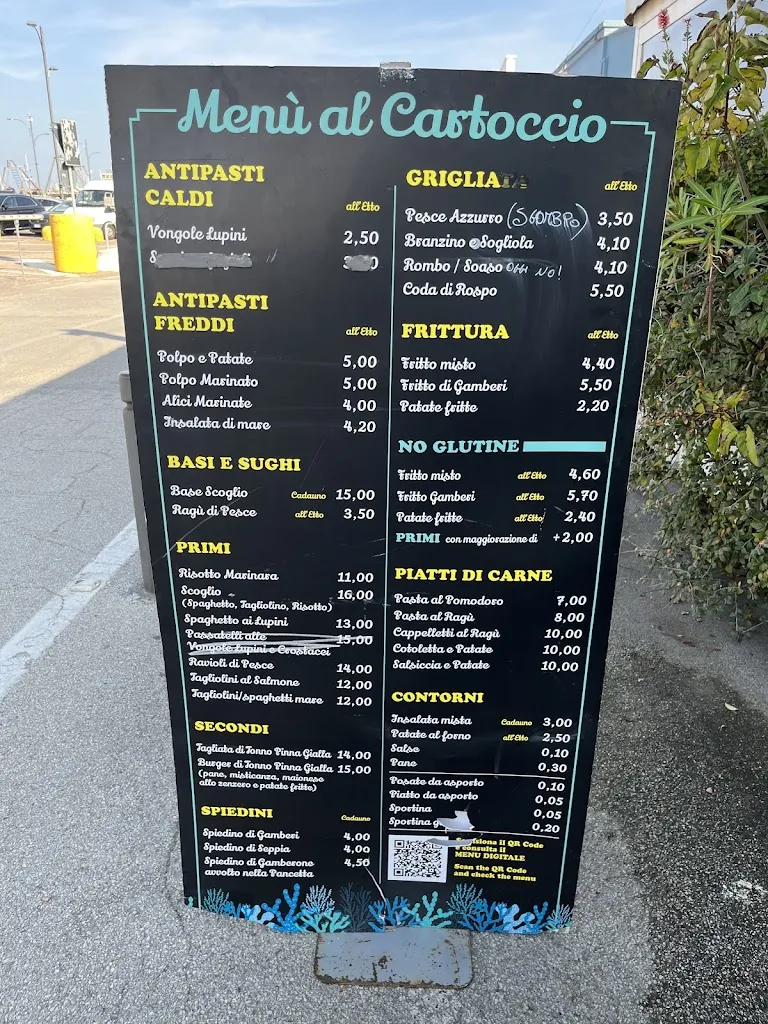 Menù al Cartoccio
ANTIPASTI
CALDI
all'Etto
Vongole Lupini 2,50
ANTIPASTI
FREDDI
all'Etto
Polpo e Patate 5,00
Polpo Marinato 5,00
Alici Marinate 4,00
Insalata di mare 4,20
BASI E SUGHI
Base Scoglio Cadauno 15,00
Ragù di Pesce all'Etto 3,50
PRIMI
Risotto Marinara 11,00
Scoglio 16,00
(Spaghetto, Tagliolino, Risotto)
Spaghetto ai Lupini 13,00
Passatelli alle 15,00
Vongole Lupini e Crostacei
Ravioli di Pesce 14,00
Tagliolini al Salmone 12,00
Tagliolini/spaghetti mare 12,00
SECONDI
Tagliata di Tonno Pinna Gialla 14,00
Burger di Tonno Pinna Gialla 15,00
(pane, misticanza, maionese
allo zenzero e patate fritte)
SPIEDINI
Cadauno
Spiedino di Gamberi 4,00
Spiedino di Seppia 4,00
Spiedino di Gamberone 4,50
avvolto nella Pancetta
GRIGLIATA
all'Etto
Pesce Azzurro (SGOMBRO) 3,50
Branzino o Sogliola 4,10
Rombo / Soaso OGGI NO! 4,10
Coda di Rospo 5,50
FRITTURA
all'Etto
Fritto misto 4,40
Fritto di Gamberi 5,50
Patate fritte 2,20
NO GLUTINE
Fritto misto all'Etto 4,60
Fritto Gamberi all'Etto 5,70
Patate fritte all'Etto 2,40
PRIMI con maggiorazione di +2,00
PIATTI DI CARNE
Pasta al Pomodoro 7,00
Pasta al Ragù 8,00
Cappelletti al Ragù 10,00
Cotoletta e Patate 10,00
Salsiccia e Patate 10,00
CONTORNI
Insalata mista Cadauno 3,00
Patate al forno all'Etto 2,50
Salse 0,10
Pane 0,30
Posate da asporto 0,10
Piatto da asporto 0,05
Sportina 0,05
Sportina 0,20
il QR Code
consulta il
MENU DIGITALE
Scan the QR Code
and check the menu